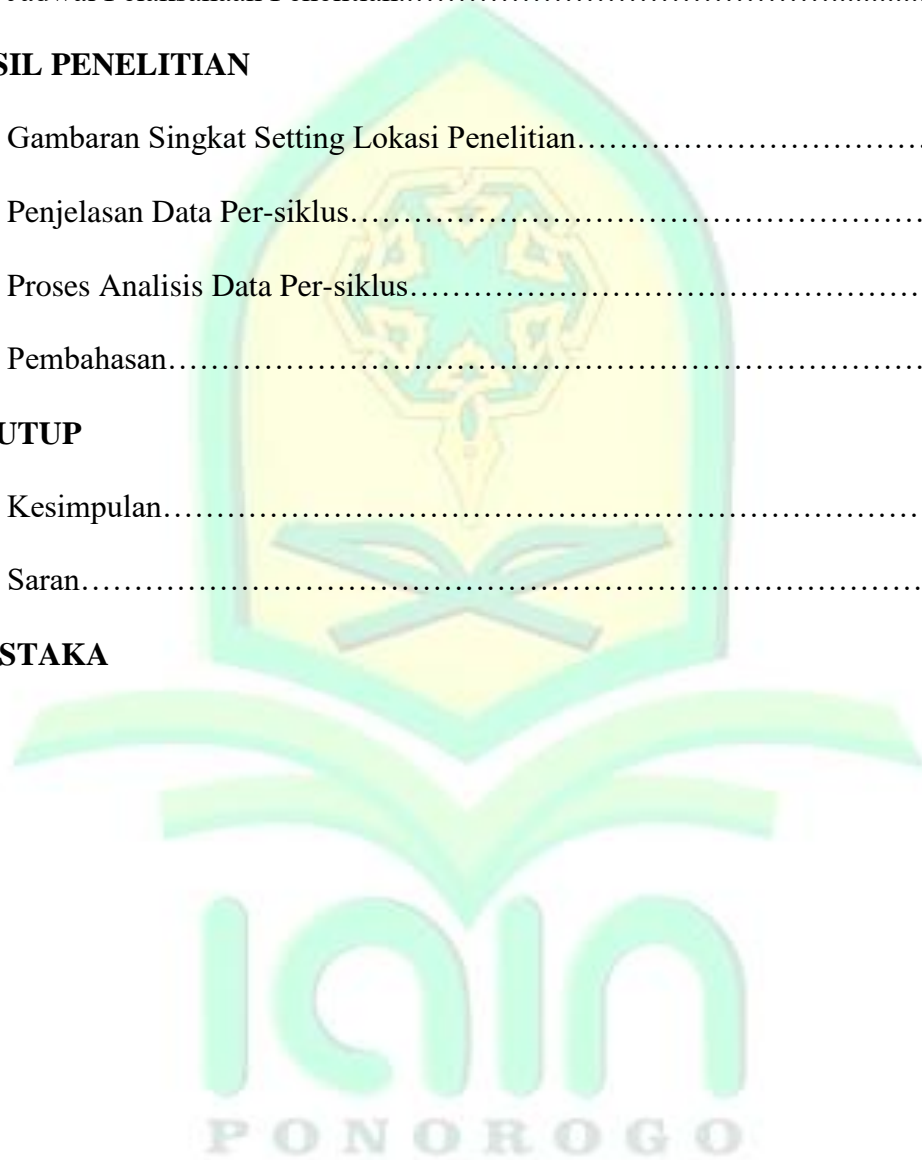 SIL PENELITIAN
Gambaran Singkat Setting Lokasi Penelitian……………………………
Penjelasan Data Per-siklus……………………………………………………
Proses Analisis Data Per-siklus……………………………………………
Pembahasan……………………………………………………………………
UTUP
Kesimpulan……………………………………………………………………
Saran……………………………………………………………………………
STAKA
iain
PONOROGO